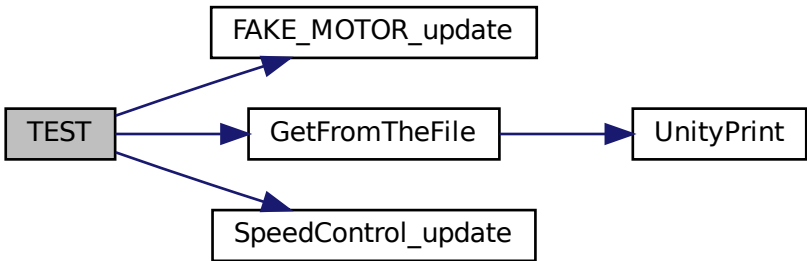 FAKE_MOTOR_update
TEST
GetFromTheFile
UnityPrint
SpeedControl_update